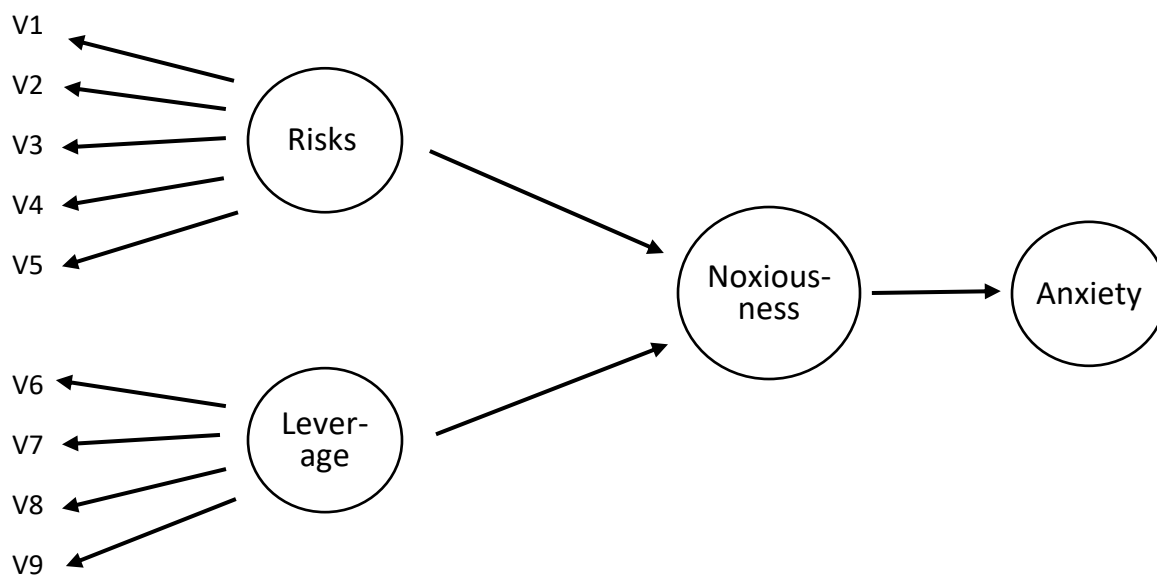 V1
V2
V3
V4
V5
Risks
V6
V7
V8
V9
Lever-
age
Noxious-
ness
Anxiety